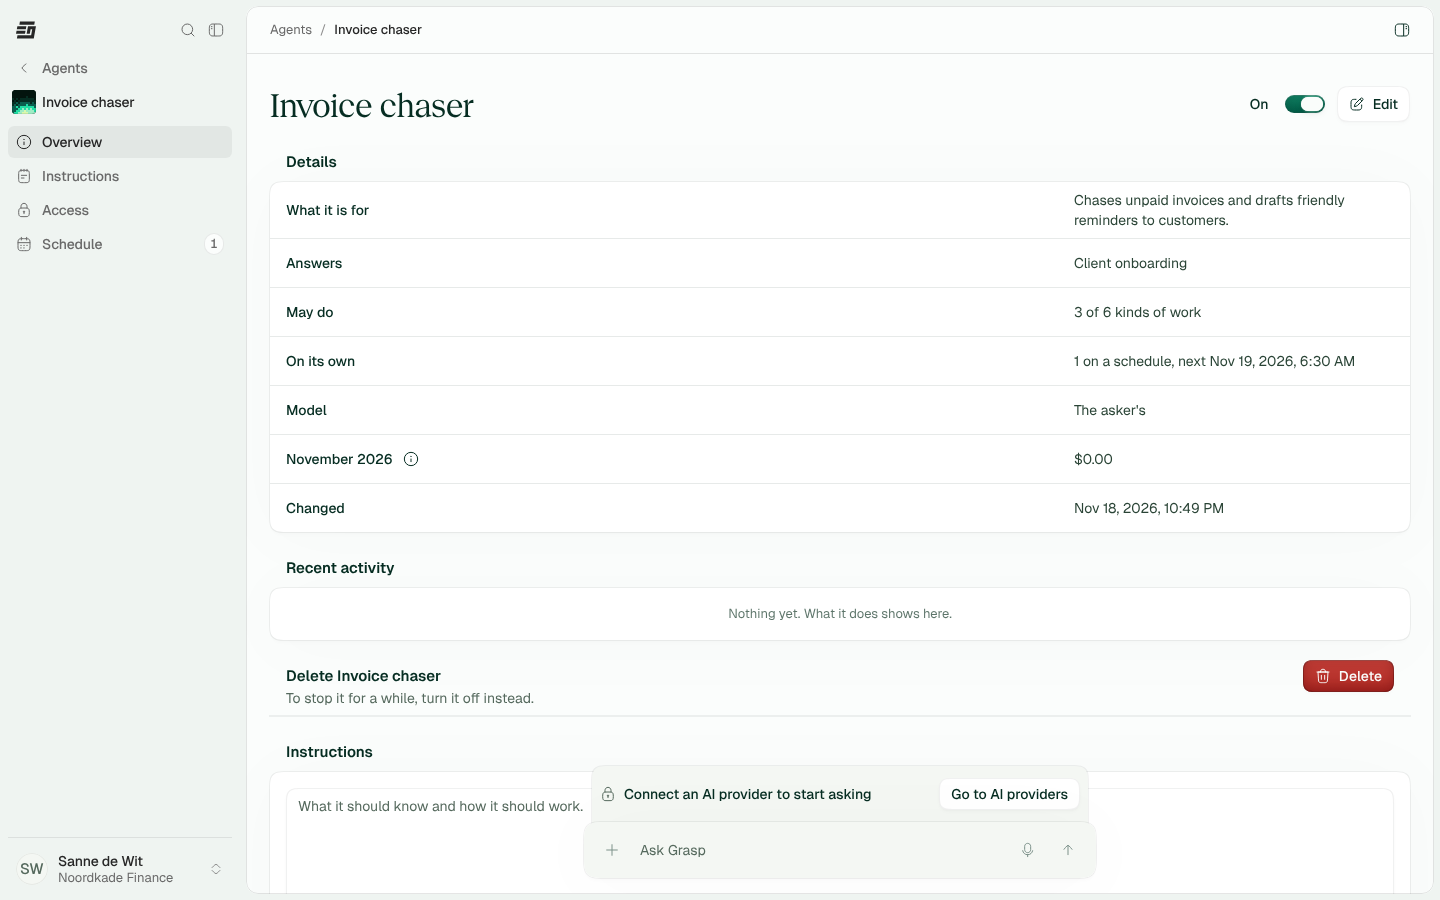 Agents
Invoice chaser
Overview
Instructions
Access
Schedule 1
SW
Sanne de Wit
Noordkade Finance
Agents / Invoice chaser
Invoice chaser
On
Edit
Details
What it is for
Chases unpaid invoices and drafts friendly
reminders to customers.
Answers
Client onboarding
May do
3 of 6 kinds of work
On its own
1 on a schedule, next Nov 19, 2026, 6:30 AM
Model
The asker's
November 2026
$0.00
Changed
Nov 18, 2026, 10:49 PM
Recent activity
Nothing yet. What it does shows here.
Delete Invoice chaser
To stop it for a while, turn it off instead.
Delete
Instructions
What it should know and how it should work.
Connect an AI provider to start asking
Go to AI providers
Ask Grasp